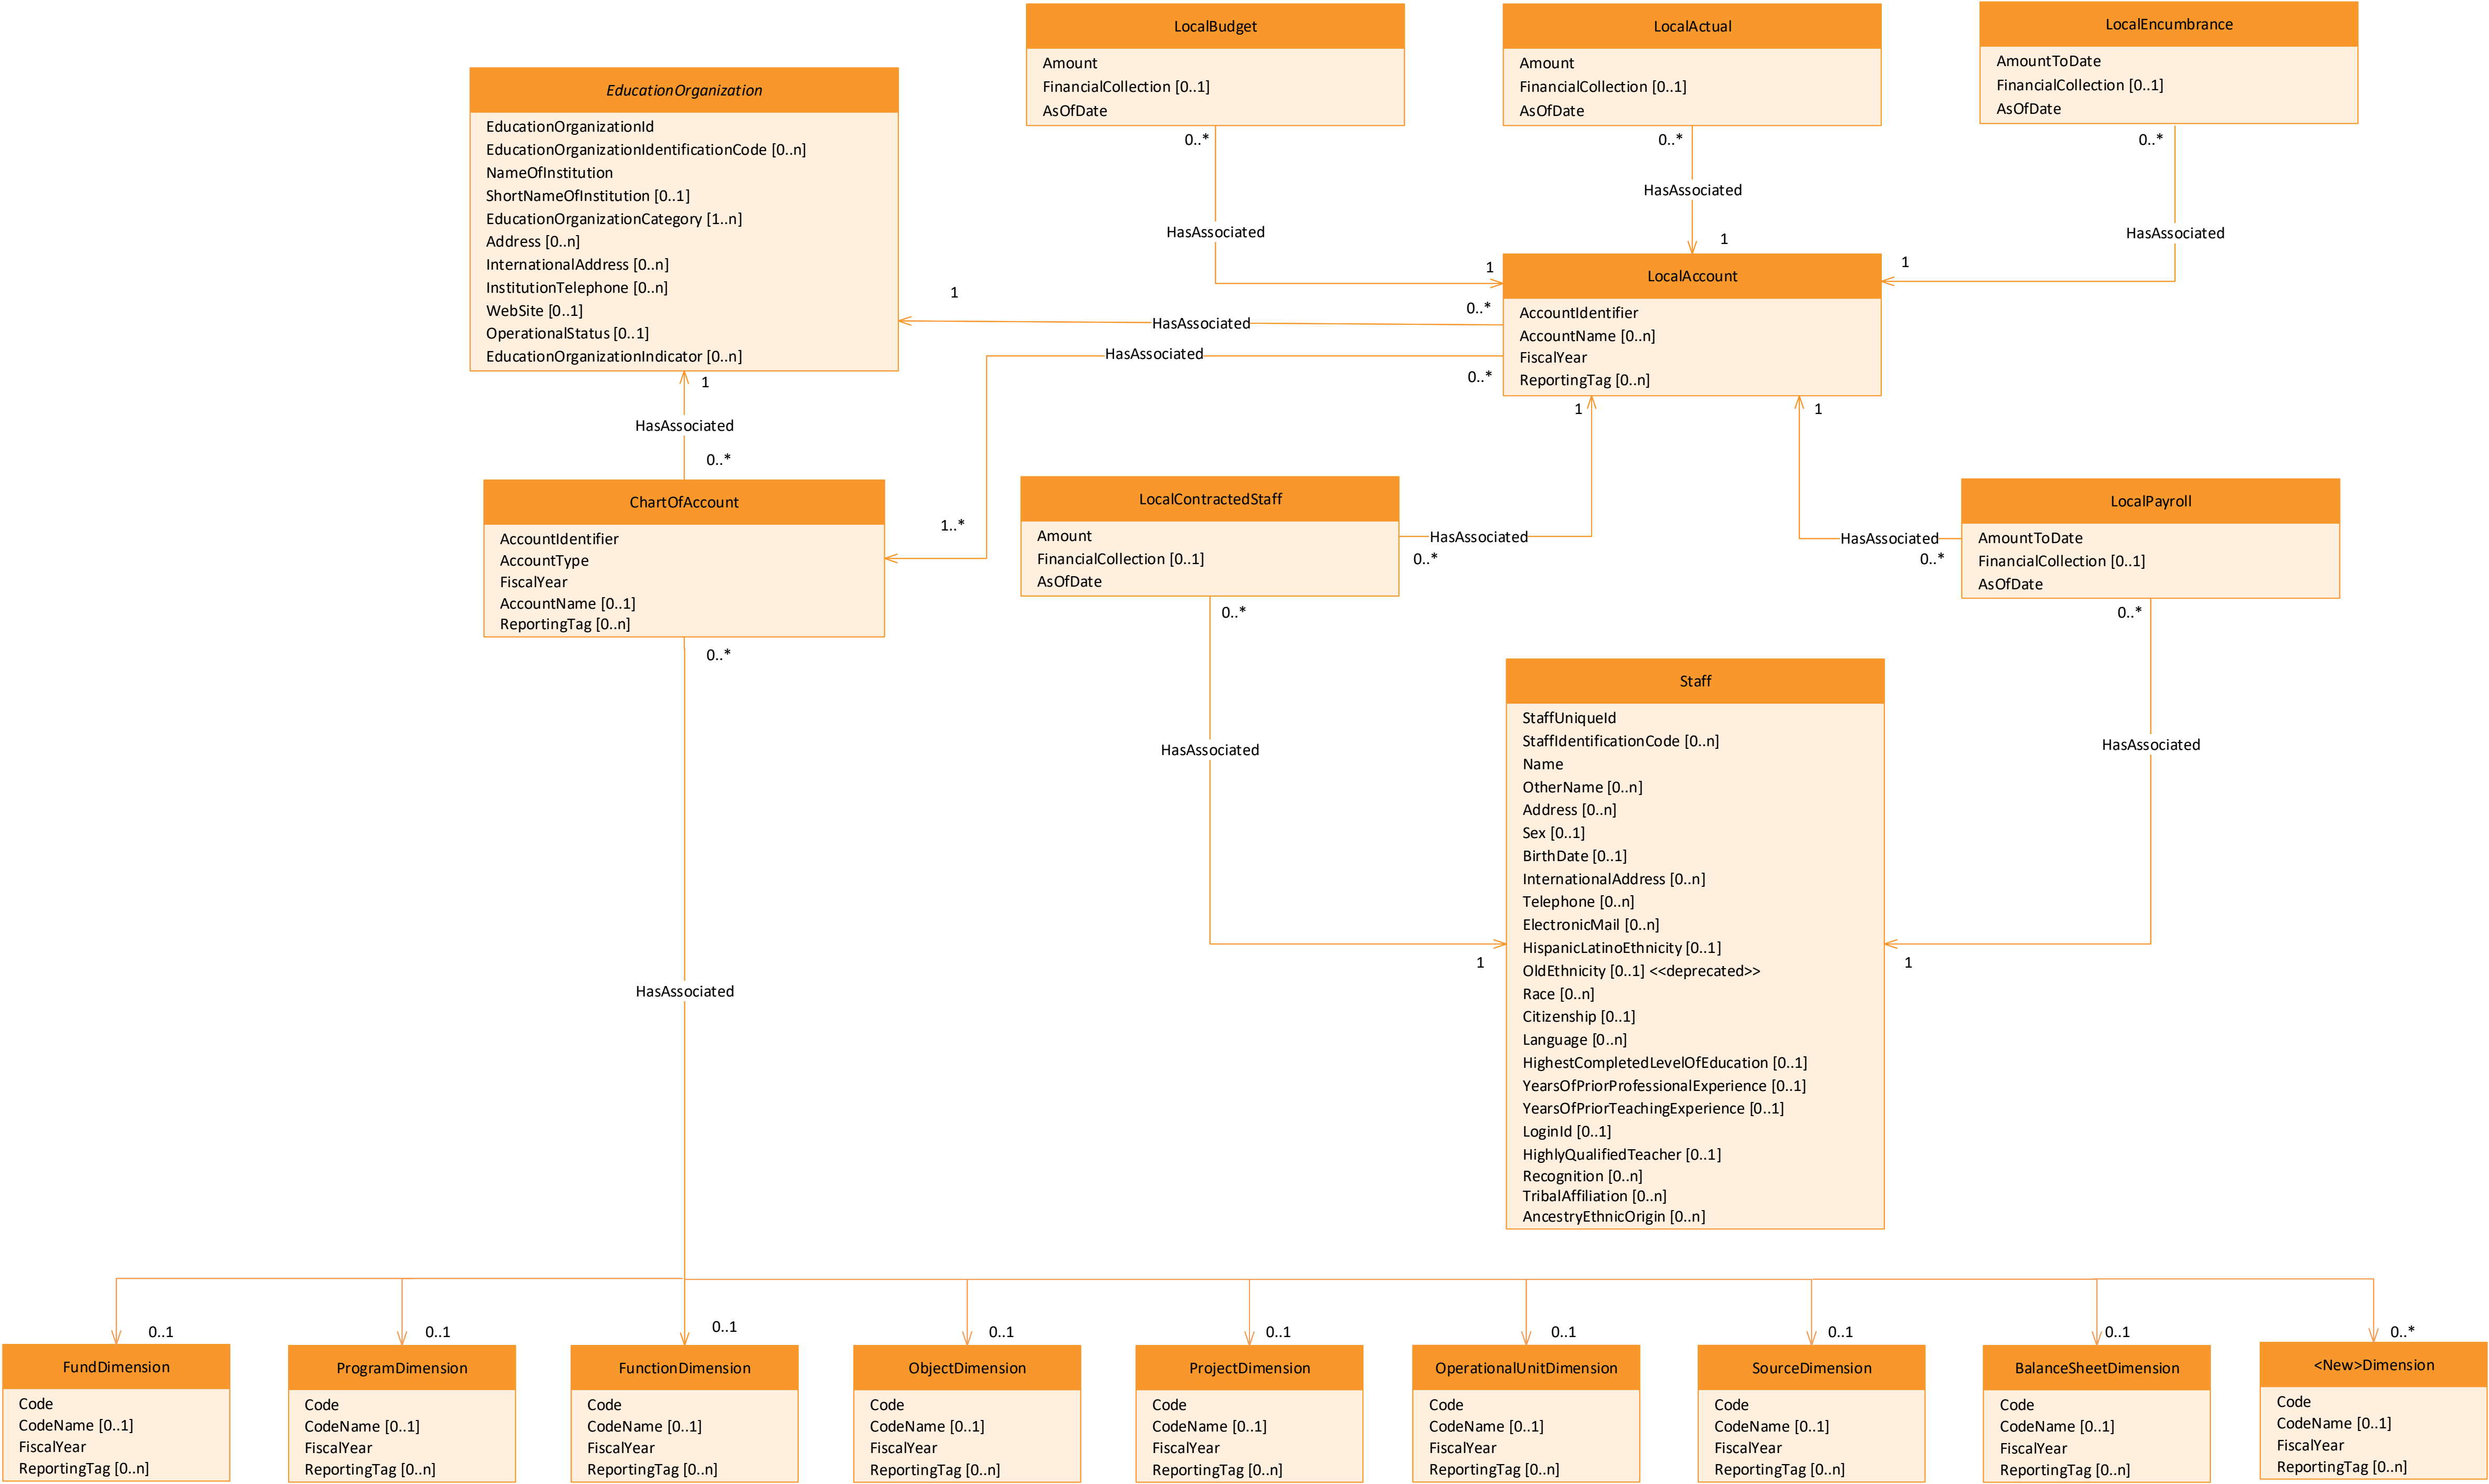 LocalBudget
Amount
FinancialCollection [0..1]
AsOfDate
LocalActual
Amount
FinancialCollection [0..1]
AsOfDate
LocalEncumbrance
AmountToDate
FinancialCollection [0..1]
AsOfDate
EducationOrganization
EducationOrganizationId
EducationOrganizationIdentificationCode [0..n]
NameOfInstitution
ShortNameOfInstitution [0..1]
EducationOrganizationCategory [1..n]
Address [0..n]
InternationalAddress [0..n]
InstitutionTelephone [0..n]
WebSite [0..1]
OperationalStatus [0..1]
EducationOrganizationIndicator [0..n]
0..*
HasAssociated
1
0..*
HasAssociated
1
0..*
HasAssociated
1
LocalAccount
AccountIdentifier
AccountName [0..n]
FiscalYear
ReportingTag [0..n]
1
HasAssociated
0..*
HasAssociated
0..*
1..*
1
HasAssociated
0..*
ChartOfAccount
AccountIdentifier
AccountType
FiscalYear
AccountName [0..1]
ReportingTag [0..n]
0..*
LocalContractedStaff
Amount
FinancialCollection [0..1]
AsOfDate
1
HasAssociated
0..*
1
HasAssociated
0..*
LocalPayroll
AmountToDate
FinancialCollection [0..1]
AsOfDate
0..*
HasAssociated
1
0..*
HasAssociated
1
Staff
StaffUniqueId
StaffIdentificationCode [0..n]
Name
OtherName [0..n]
Address [0..n]
Sex [0..1]
BirthDate [0..1]
InternationalAddress [0..n]
Telephone [0..n]
ElectronicMail [0..n]
HispanicLatinoEthnicity [0..1]
OldEthnicity [0..1] <<deprecated>>
Race [0..n]
Citizenship [0..1]
Language [0..n]
HighestCompletedLevelOfEducation [0..1]
YearsOfPriorProfessionalExperience [0..1]
YearsOfPriorTeachingExperience [0..1]
LoginId [0..1]
HighlyQualifiedTeacher [0..1]
Recognition [0..n]
TribalAffiliation [0..n]
AncestryEthnicOrigin [0..n]
HasAssociated
0..1
FundDimension
Code
CodeName [0..1]
FiscalYear
ReportingTag [0..n]
0..1
ProgramDimension
Code
CodeName [0..1]
FiscalYear
ReportingTag [0..n]
0..1
FunctionDimension
Code
CodeName [0..1]
FiscalYear
ReportingTag [0..n]
0..1
ObjectDimension
Code
CodeName [0..1]
FiscalYear
ReportingTag [0..n]
0..1
ProjectDimension
Code
CodeName [0..1]
FiscalYear
ReportingTag [0..n]
0..1
OperationalUnitDimension
Code
CodeName [0..1]
FiscalYear
ReportingTag [0..n]
0..1
SourceDimension
Code
CodeName [0..1]
FiscalYear
ReportingTag [0..n]
0..1
BalanceSheetDimension
Code
CodeName [0..1]
FiscalYear
ReportingTag [0..n]
0..*
<New>Dimension
Code
CodeName [0..1]
FiscalYear
ReportingTag [0..n]